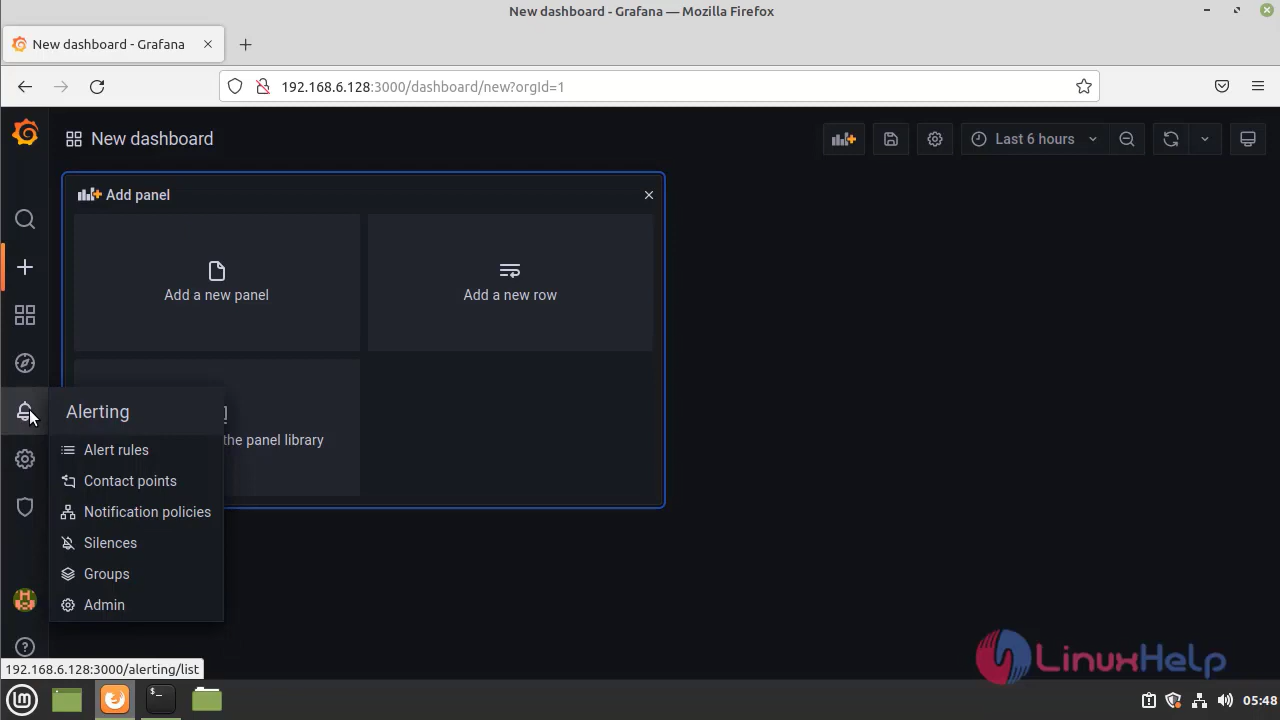 New dashboard - Grafana — Mozilla Firefox
New dashboard - Grafana
192.168.6.128:3000/dashboard/new?orgId=1
New dashboard
Last 6 hours
Add panel
Add a new panel
Add a new row
the panel library
Alerting
Alert rules
Contact points
Notification policies
Silences
Groups
Admin
192.168.6.128:3000/alerting/list
LinuxHelp
05:48